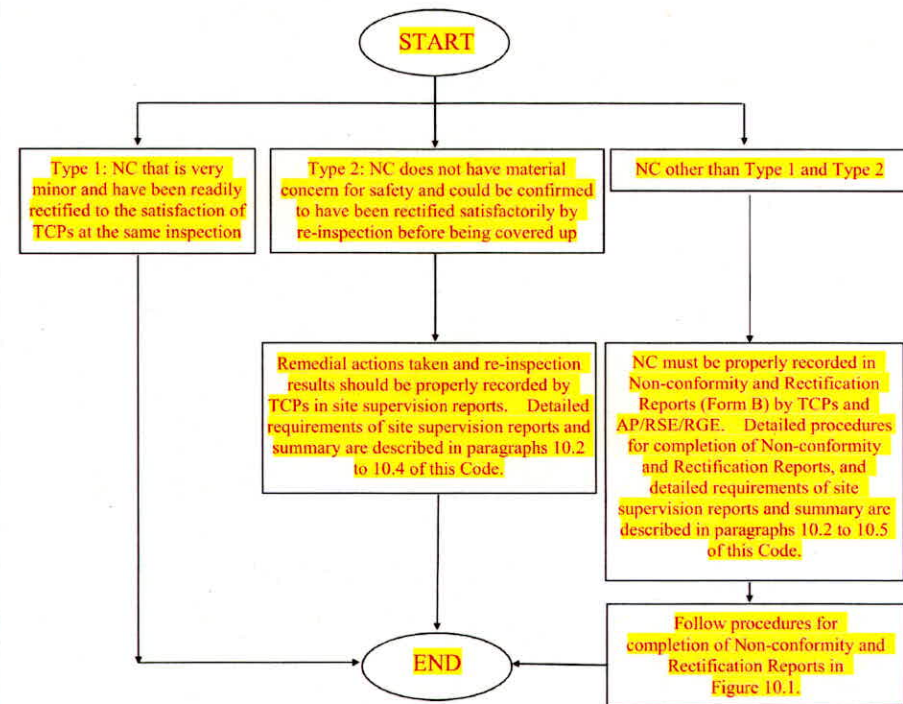 START
Type 1: NC that is very
minor and have been readily
rectified to the satisfaction of
TCPs at the same inspection
Type 2: NC does not have material
concern for safety and could be confirmed
to have been rectified satisfactorily by
re-inspection before being covered up
NC other than Type 1 and Type 2
Remedial actions taken and re-inspection
results should be properly recorded by
TCPs in site supervision reports. Detailed
requirements of site supervision reports and
summary are described in paragraphs 10.2
to 10.4 of this Code.
NC must be properly recorded in
Non-conformity and Rectification
Reports (Form B) by TCPs and
AP/RSE/RGE. Detailed procedures
for completion of Non-conformity
and Rectification Reports, and
detailed requirements of site
supervision reports and summary are
described in paragraphs 10.2 to 10.5
of this Code.
Follow procedures for
completion of Non-conformity and
Rectification Reports in
Figure 10.1.
END